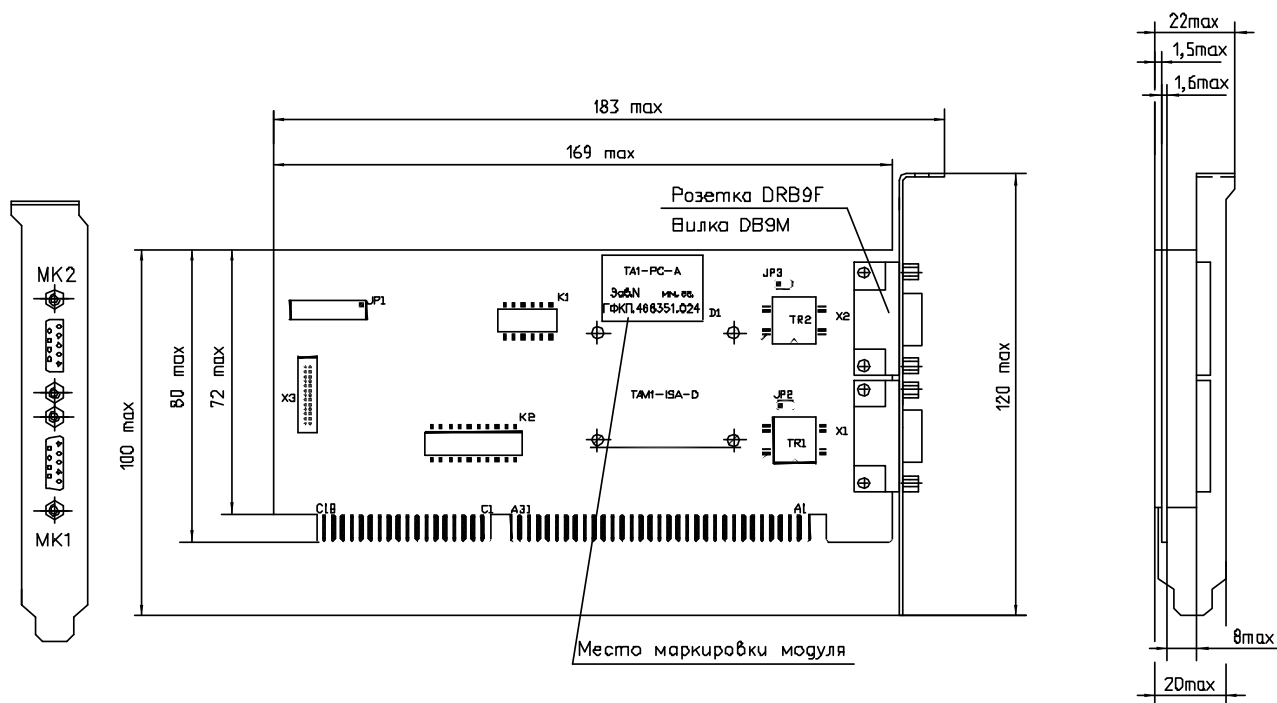 22max
1,5max
1,6max
183 max
169 max
Розетка DRB9F
Вилка DB9M
MK2
TA1-PC-A
Зав.N
ГФКП.466351.024
JP1
K1
D1
JP3
TR2
X2
X3
TAM1-ISA-D
JP2
K2
TR1
X1
100 max
80 max
72 max
120 max
C18
C1
A31
A1
MK1
Место маркировки модуля
8max
20max